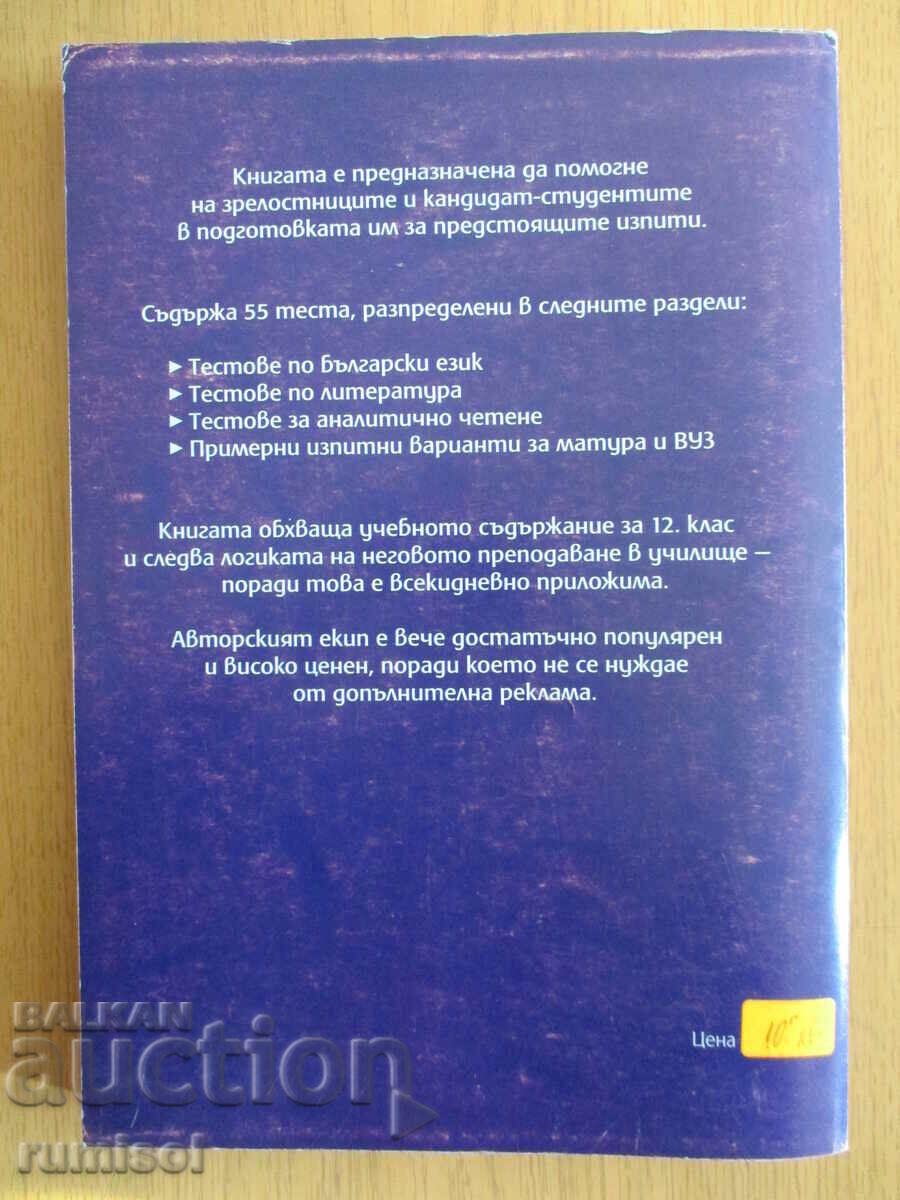 Книгата е предназначена да помогне
на зрелостниците и кандидат-студентите
в подготовката им за предстоящите изпити.
Съдържа 55 теста, разпределени в следните раздели:
▸ Тестове по български език
▸ Тестове по литература
▸ Тестове за аналитично четене
▸ Примерни изпитни варианти за матура и ВУЗ
Книгата обхваща учебното съдържание за 12. клас
и следва логиката на неговото преподаване в училище –
поради това е всекидневно приложима.
Авторският екип е вече достатъчно популярен
и високо ценен, поради което не се нуждае
от допълнителна реклама.
Цена 10
BALKAN
auction
rumisol